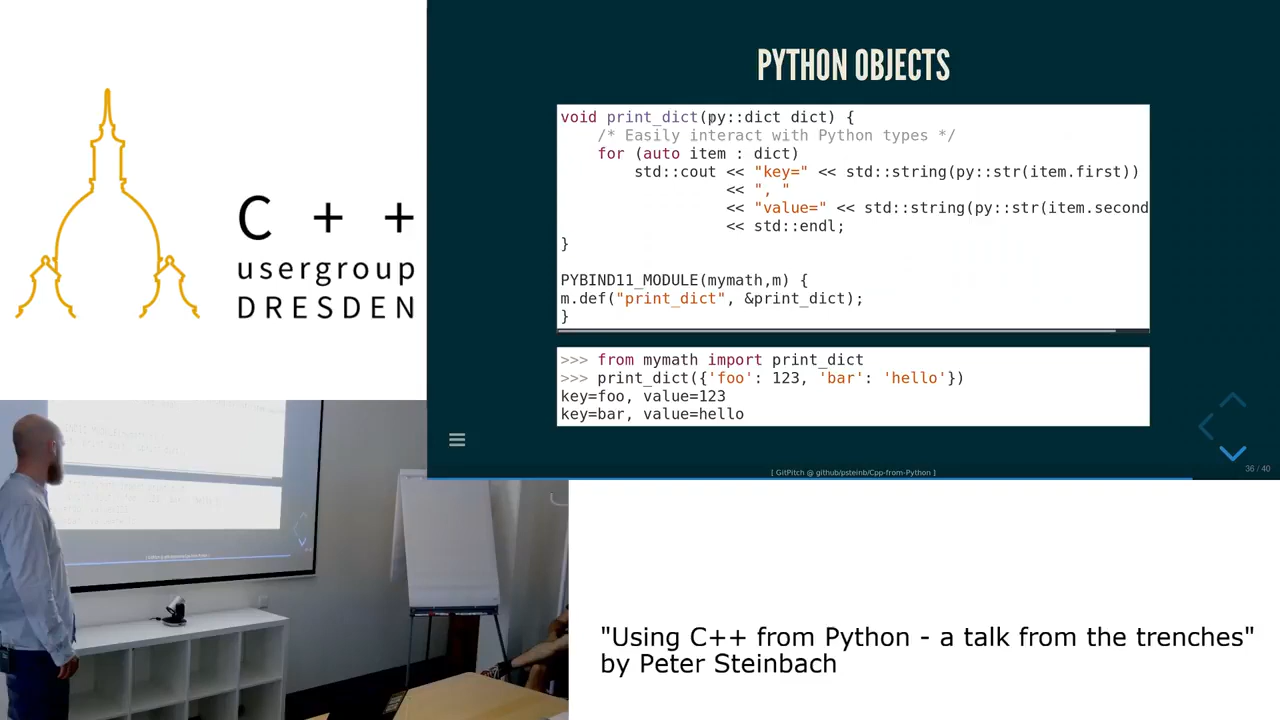 C + +
usergroup
DRESDEN
PYTHON OBJECTS
void print_dict(py::dict dict) {
    /* Easily interact with Python types */
    for (auto item : dict)
        std::cout << "key=" << std::string(py::str(item.first))
                  << ", "
                  << "value=" << std::string(py::str(item.second
                  << std::endl;
}
PYBIND11_MODULE(mymath,m) {
m.def("print_dict", &print_dict);
}
>>> from mymath import print_dict
>>> print_dict({'foo': 123, 'bar': 'hello'})
key=foo, value=123
key=bar, value=hello
[ GitPitch @ github/psteinb/Cpp-from-Python ]
36 / 40
"Using C++ from Python - a talk from the trenches"
by Peter Steinbach